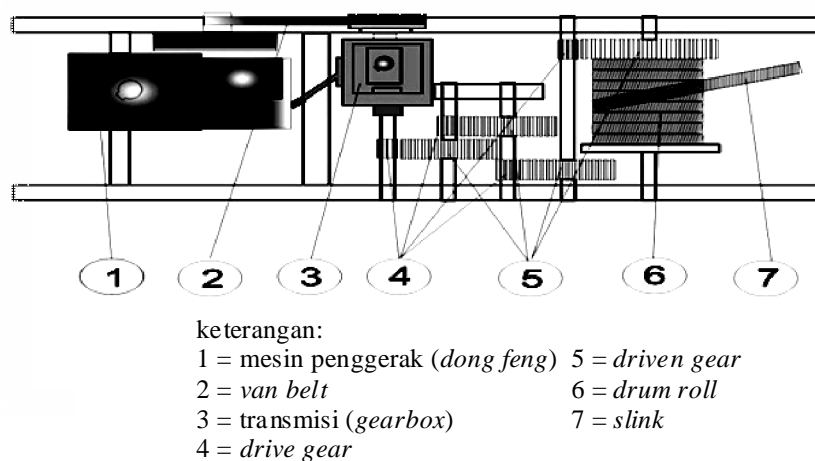 1 2 3 4 5 6 7
keterangan:
1 = mesin penggerak (dong feng) 5 = driven gear
2 = van belt 6 = drum roll
3 = transmisi (gearbox) 7 = slink
4 = drive gear